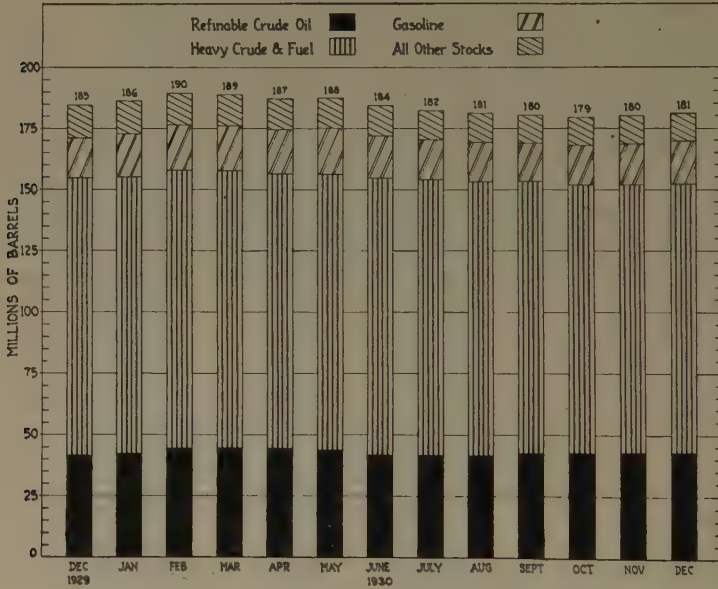 Refinable Crude Oil Gasoline
Heavy Crude & Fuel All Other Stocks
MILLIONS OF BARRELS
200
175
150
125
100
75
50
25
0
185 186 190 189 187 188 184 182 181 180 179 180 181
DEC JAN FEB MAR APR MAY JUNE JULY AUG SEPT OCT NOV DEC
1929 1930